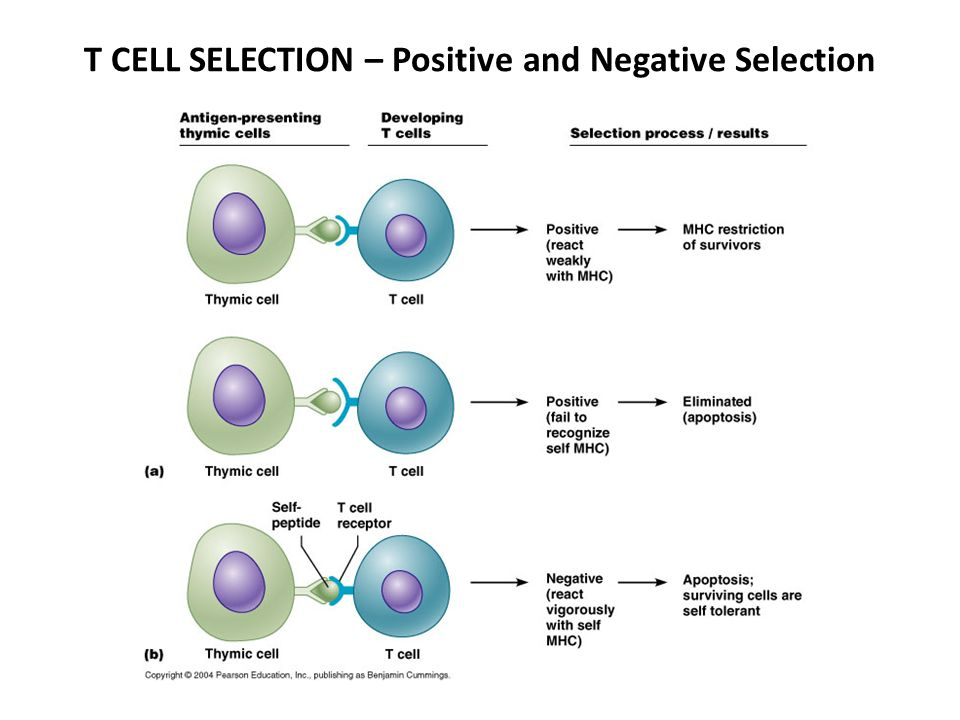 T CELL SELECTION – Positive and Negative Selection
Antigen-presenting
thymic cells
Developing
T cells
Selection process / results
Thymic cell
T cell
Positive
(react
weakly
with MHC)
MHC restriction
of survivors
(a)
Thymic cell
T cell
Positive
(fail to
recognize
self MHC)
Eliminated
(apoptosis)
Self-
peptide
T cell
receptor
(b)
Thymic cell
T cell
Negative
(react
vigorously
with self
MHC)
Apoptosis;
surviving cells are
self tolerant
Copyright © 2004 Pearson Education, Inc., publishing as Benjamin Cummings.